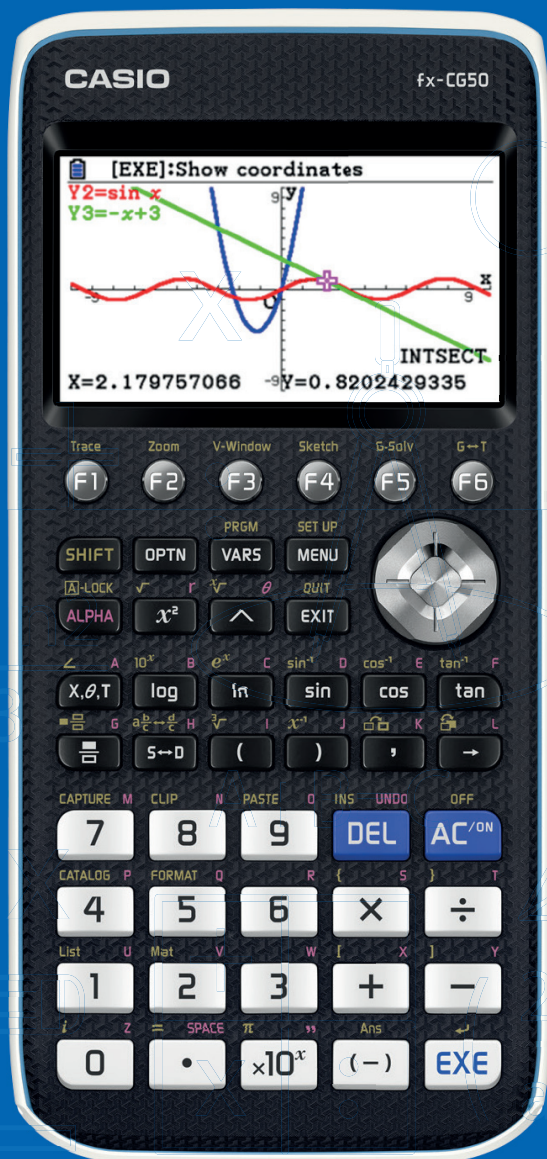 CASIO fx-CG50
[EXE]:Show coordinates
Y2=sin x
Y3=-x+3
9 y
x
-9 O 9
INTSECT
X=2.179757066 -9 Y=0.8202429335
Trace Zoom V-Window Sketch G-Solv G↔T
F1 F2 F3 F4 F5 F6
PRGM SET UP
SHIFT OPTN VARS MENU
A-LOCK √ r ˣ√ θ QUIT
ALPHA x² ^ EXIT
∠ A 10ˣ B eˣ C sin⁻¹ D cos⁻¹ E tan⁻¹ F
X,θ,T log ln sin cos tan
G a b/c↔d/c H ³√ I x⁻¹ J K L
S↔D ( ) , →
CAPTURE M CLIP N PASTE O INS UNDO OFF
7 8 9 DEL AC/ON
CATALOG P FORMAT Q R { S } T
4 5 6 × ÷
List U Mat V W [ X ] Y
1 2 3 + −
i Z = SPACE π " Ans ↵
0 • ×10ˣ (−) EXE